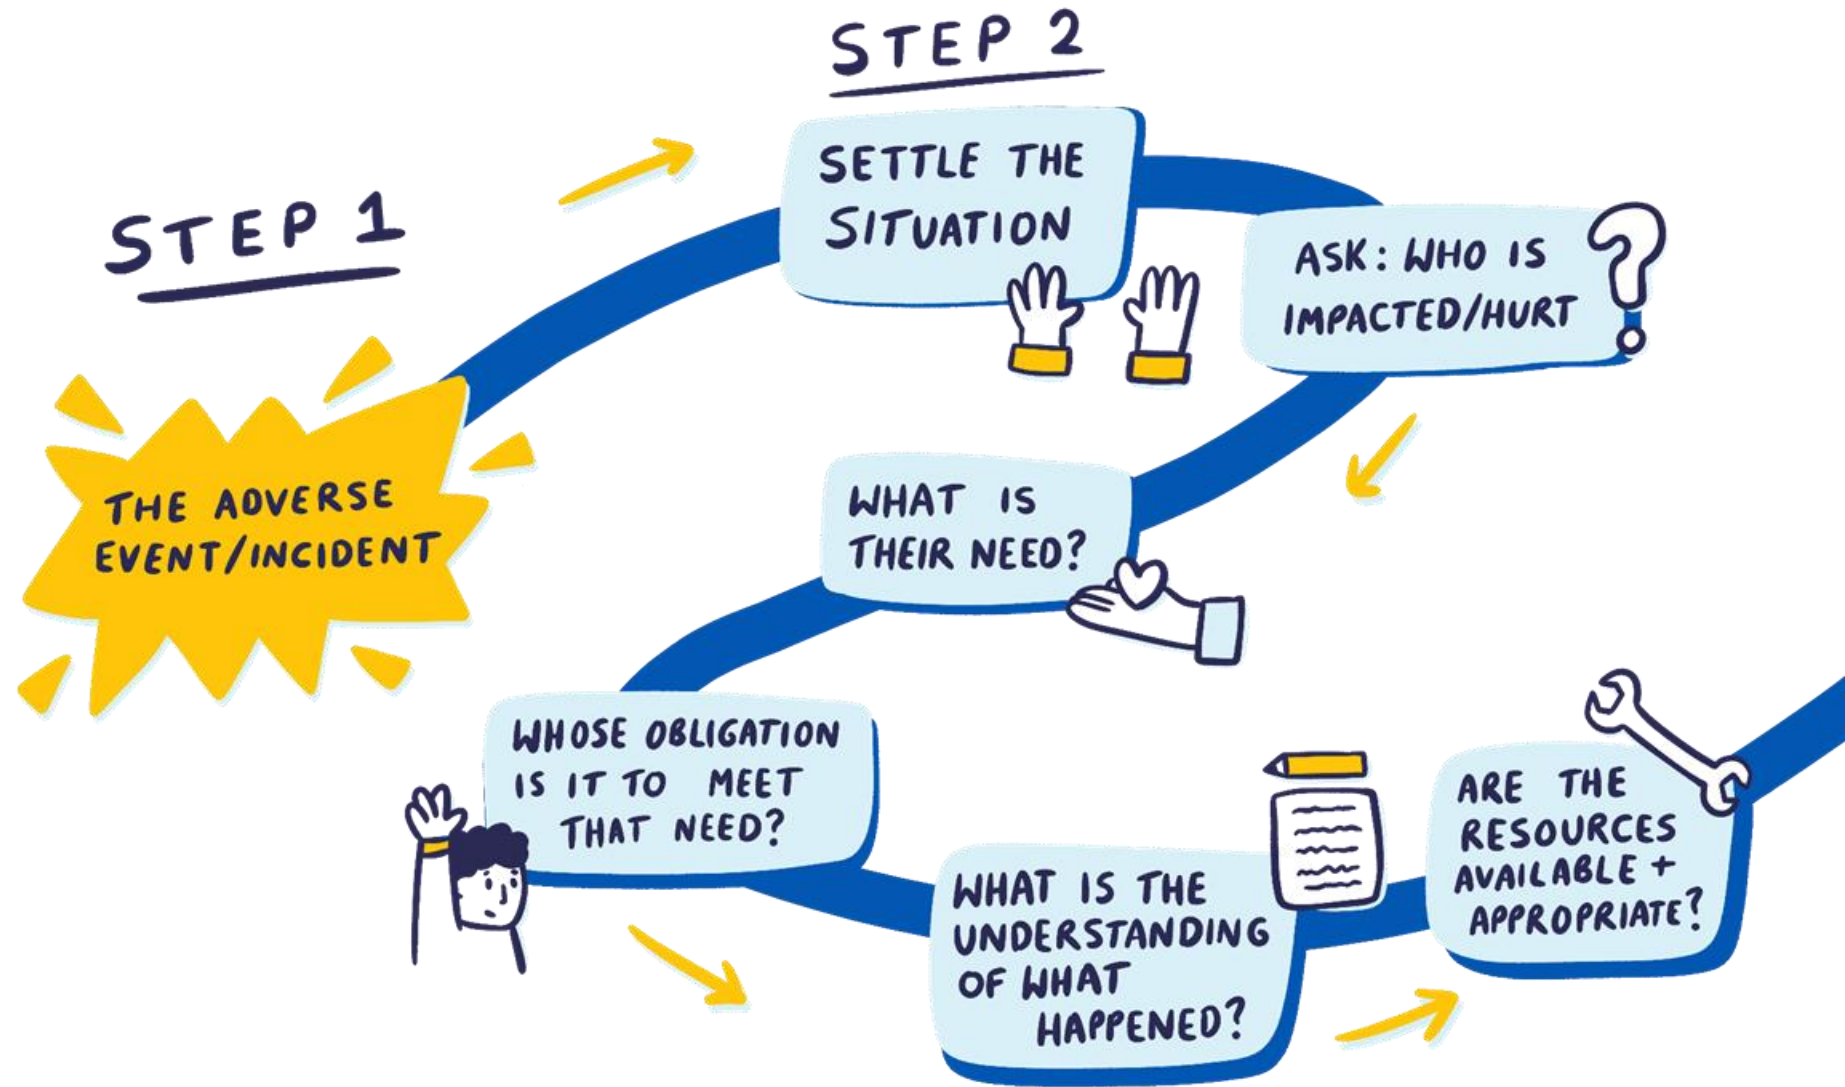 STEP 1
THE ADVERSE
EVENT/INCIDENT
STEP 2
SETTLE THE
SITUATION
ASK: WHO IS
IMPACTED/HURT
?
WHAT IS
THEIR NEED?
WHOSE OBLIGATION
IS IT TO MEET
THAT NEED?
WHAT IS THE
UNDERSTANDING
OF WHAT
HAPPENED?
ARE THE
RESOURCES
AVAILABLE +
APPROPRIATE?